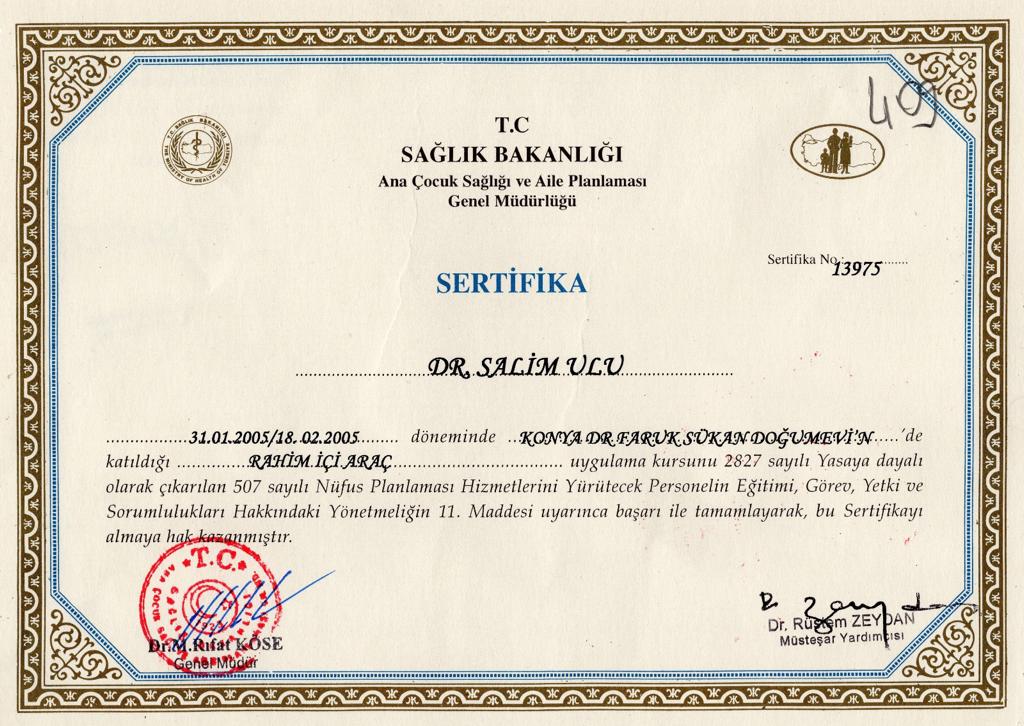 409
T.C
SAĞLIK BAKANLIĞI
Ana Çocuk Sağlığı ve Aile Planlaması
Genel Müdürlüğü
Sertifika No : 13975
SERTİFİKA
DR. SALİM ULU
31.01.2005/18.02.2005 döneminde KONYA DR FARUK SÜKAN DOĞUMEVİ'N 'de
katıldığı RAHİM İÇİ ARAÇ uygulama kursunu 2827 sayılı Yasaya dayalı
olarak çıkarılan 507 sayılı Nüfus Planlaması Hizmetlerini Yürütecek Personelin Eğitimi, Görev, Yetki ve
Sorumlulukları Hakkındaki Yönetmeliğin 11. Maddesi uyarınca başarı ile tamamlayarak, bu Sertifikayı
almaya hak kazanmıştır.
T.C.
Dr.M.Rıfat KÖSE
Genel Müdür
Dr. Rüstem ZEYDAN
Müsteşar Yardımcısı